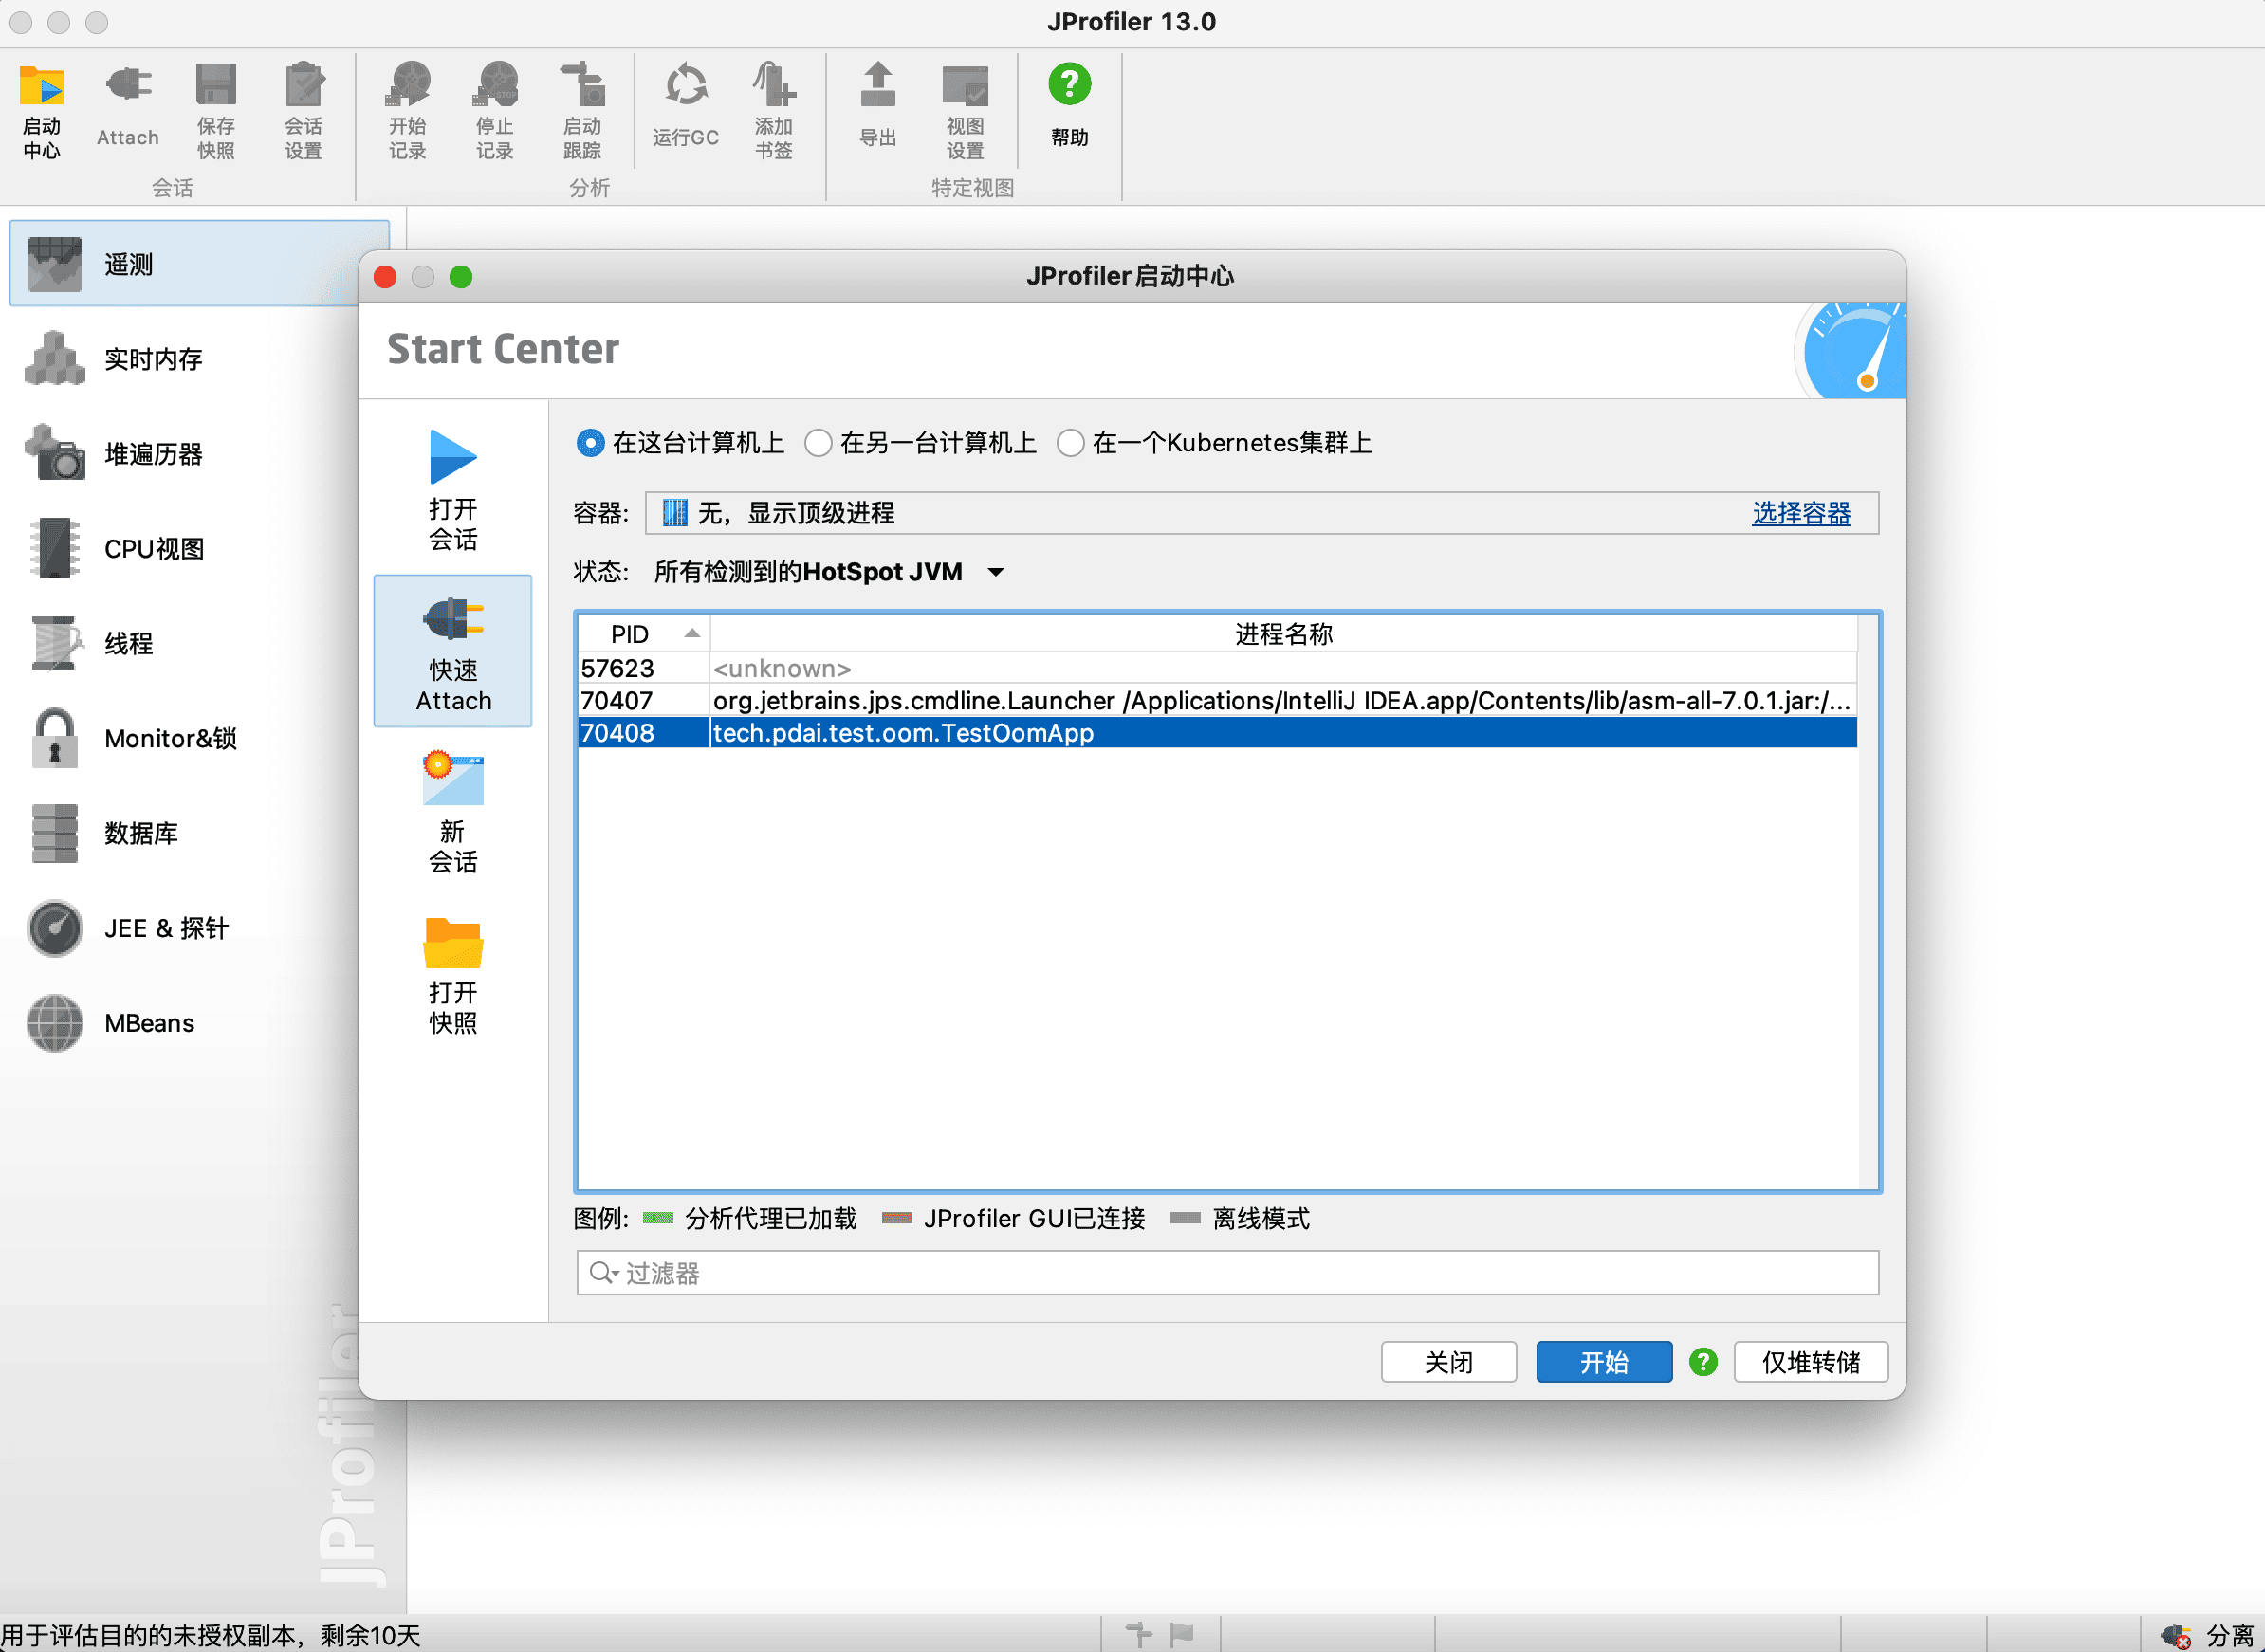 JProfiler 13.0
启动
中心
Attach
保存
快照
会话
设置
会话
开始
记录
停止
记录
启动
跟踪
运行GC
添加
书签
分析
导出
视图
设置
特定视图
帮助
遥测
实时内存
堆遍历器
CPU视图
线程
Monitor&锁
数据库
JEE & 探针
MBeans
JProfiler
JProfiler启动中心
Start Center
打开
会话
快速
Attach
新
会话
打开
快照
在这台计算机上 在另一台计算机上 在一个Kubernetes集群上
容器: 无，显示顶级进程 选择容器
状态: 所有检测到的HotSpot JVM
PID 进程名称
57623 <unknown>
70407 org.jetbrains.jps.cmdline.Launcher /Applications/IntelliJ IDEA.app/Contents/lib/asm-all-7.0.1.jar:/...
70408 tech.pdai.test.oom.TestOomApp
图例: 分析代理已加载 JProfiler GUI已连接 离线模式
过滤器
关闭 开始 ? 仅堆转储
用于评估目的的未授权副本，剩余10天
分离